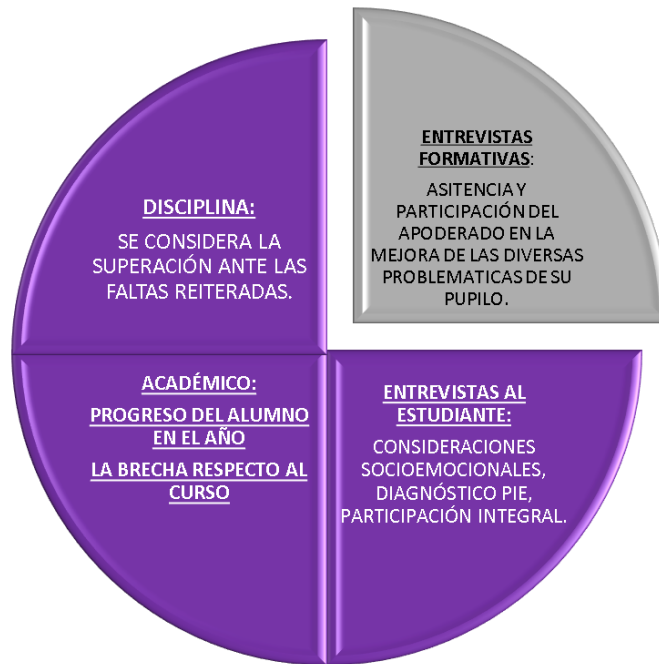 DISCIPLINA:
SE CONSIDERA LA
SUPERACIÓN ANTE LAS
FALTAS REITERADAS.
ENTREVISTAS
FORMATIVAS:
ASITENCIA Y
PARTICIPACIÓN DEL
APODERADO EN LA
MEJORA DE LAS DIVERSAS
PROBLEMATICAS DE SU
PUPILO.
ACADÉMICO:
PROGRESO DEL ALUMNO
EN EL AÑO
LA BRECHA RESPECTO AL
CURSO
ENTREVISTAS AL
ESTUDIANTE:
CONSIDERACIONES
SOCIOEMOCIONALES,
DIAGNÓSTICO PIE,
PARTICIPACIÓN INTEGRAL.